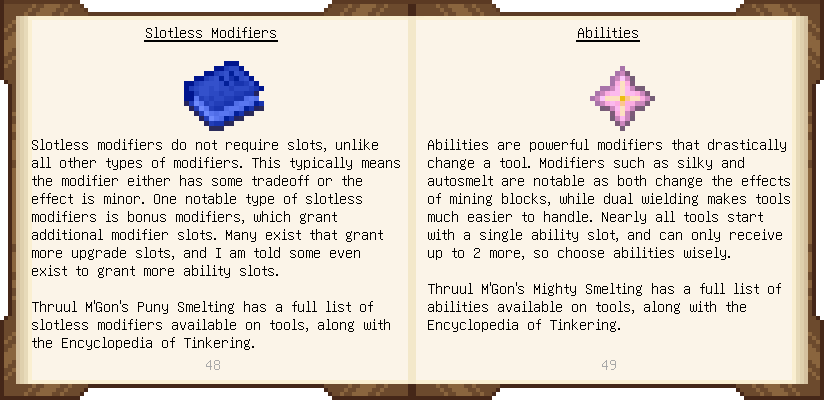 Slotless Modifiers
Slotless modifiers do not require slots, unlike
all other types of modifiers. This typically means
the modifier either has some tradeoff or the
effect is minor. One notable type of slotless
modifiers is bonus modifiers, which grant
additional modifier slots. Many exist that grant
more upgrade slots, and I am told some even
exist to grant more ability slots.
Thruul M'Gon's Puny Smelting has a full list of
slotless modifiers available on tools, along with
the Encyclopedia of Tinkering.
48
Abilities
Abilities are powerful modifiers that drastically
change a tool. Modifiers such as silky and
autosmelt are notable as both change the effects
of mining blocks, while dual wielding makes tools
much easier to handle. Nearly all tools start
with a single ability slot, and can only receive
up to 2 more, so choose abilities wisely.
Thruul M'Gon's Mighty Smelting has a full list of
abilities available on tools, along with the
Encyclopedia of Tinkering.
49